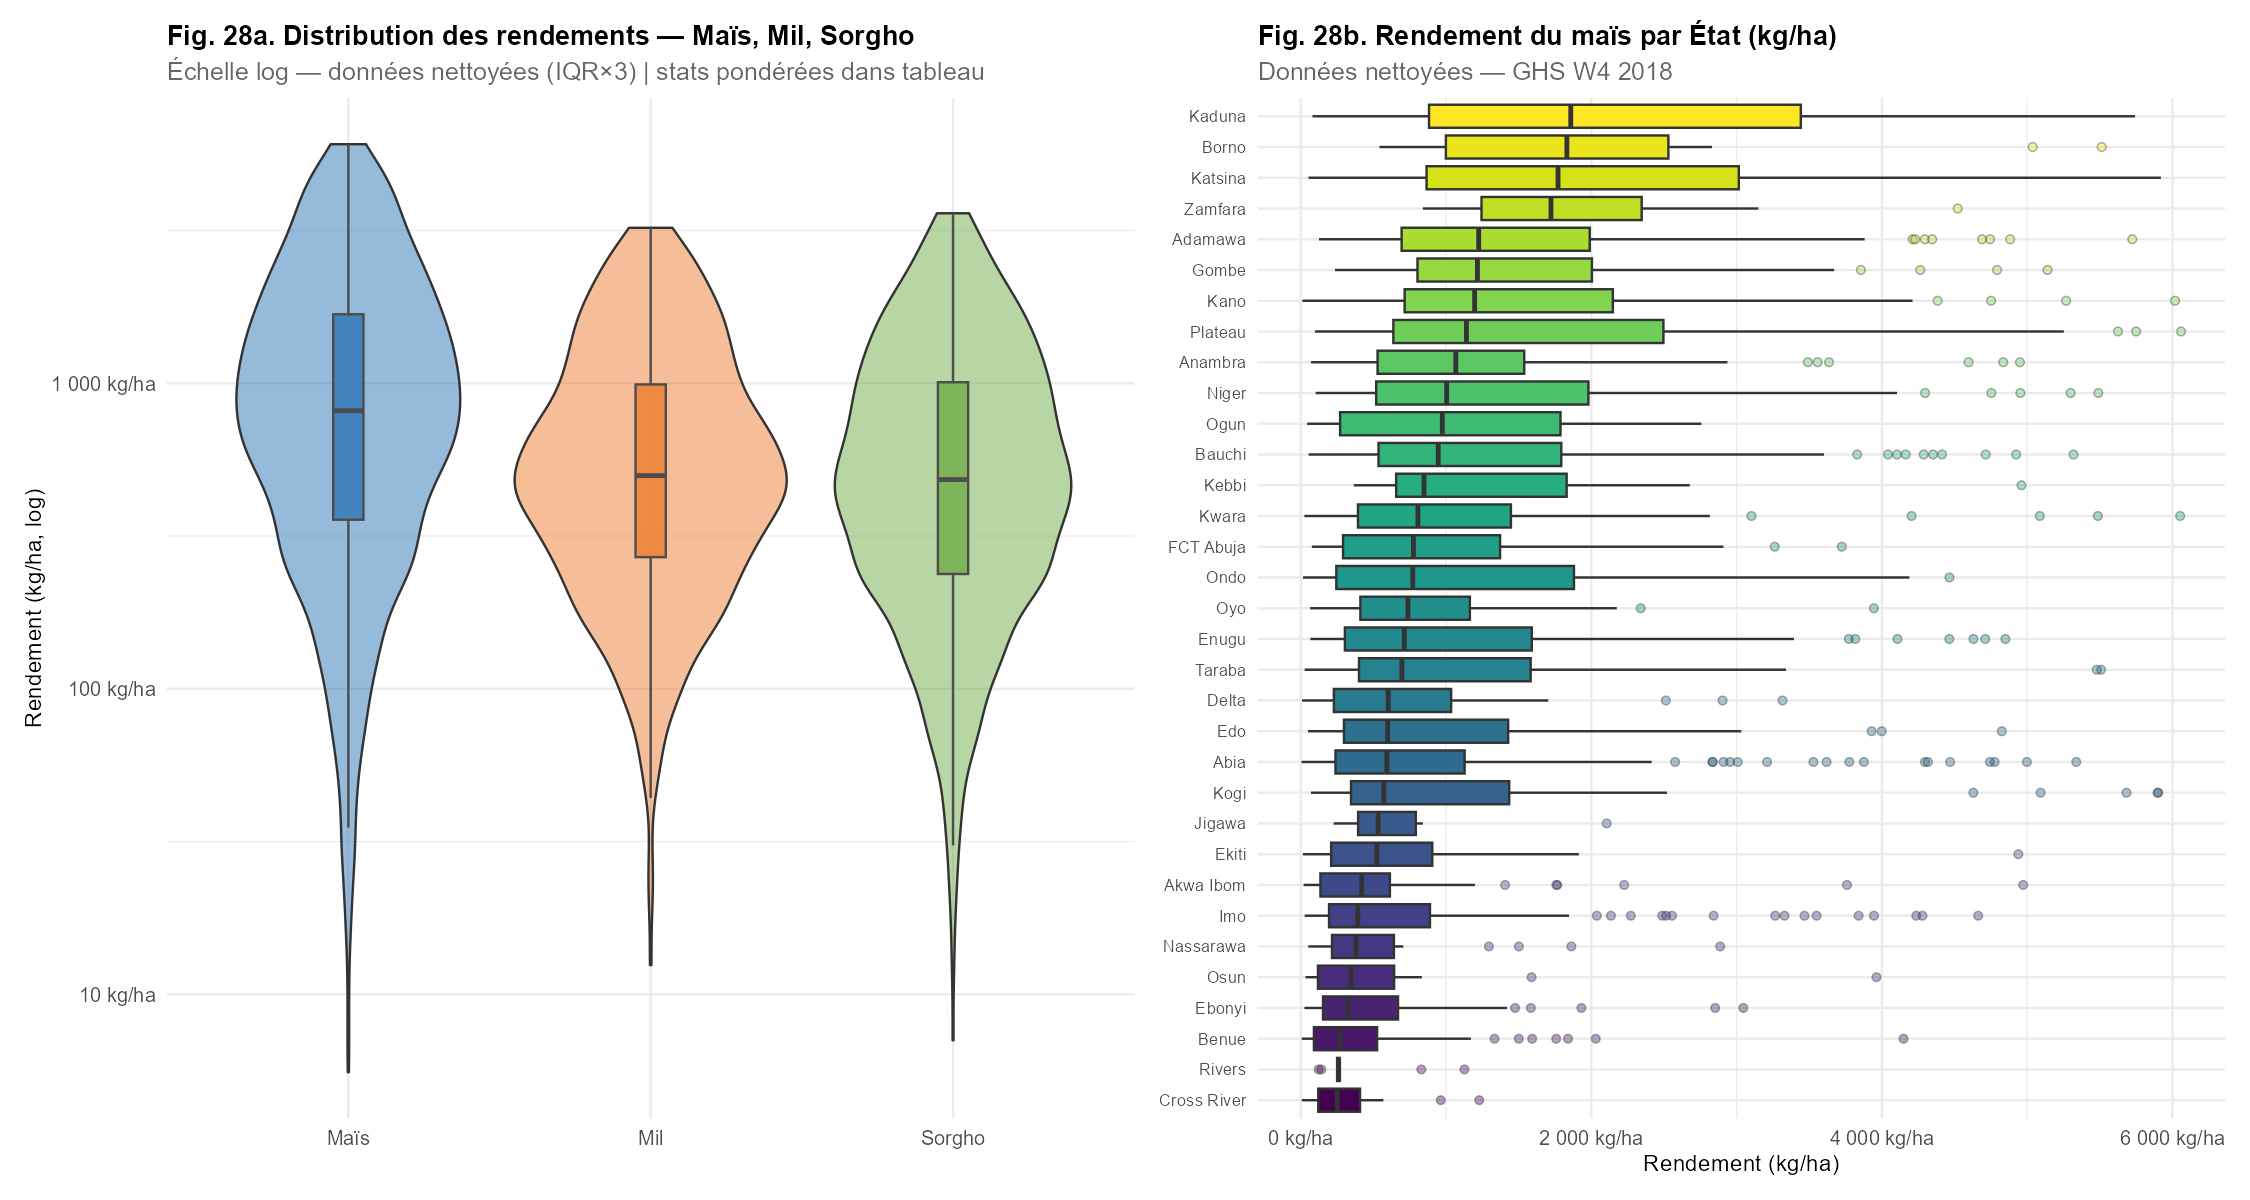 Fig. 28a. Distribution des rendements — Maïs, Mil, Sorgho
Échelle log — données nettoyées (IQR×3) | stats pondérées dans tableau
Rendement (kg/ha, log)
1 000 kg/ha
100 kg/ha
10 kg/ha
Maïs
Mil
Sorgho
Fig. 28b. Rendement du maïs par État (kg/ha)
Données nettoyées — GHS W4 2018
Kaduna
Borno
Katsina
Zamfara
Adamawa
Gombe
Kano
Plateau
Anambra
Niger
Ogun
Bauchi
Kebbi
Kwara
FCT Abuja
Ondo
Oyo
Enugu
Taraba
Delta
Edo
Abia
Kogi
Jigawa
Ekiti
Akwa Ibom
Imo
Nassarawa
Osun
Ebonyi
Benue
Rivers
Cross River
0 kg/ha
2 000 kg/ha
4 000 kg/ha
6 000 kg/ha
Rendement (kg/ha)